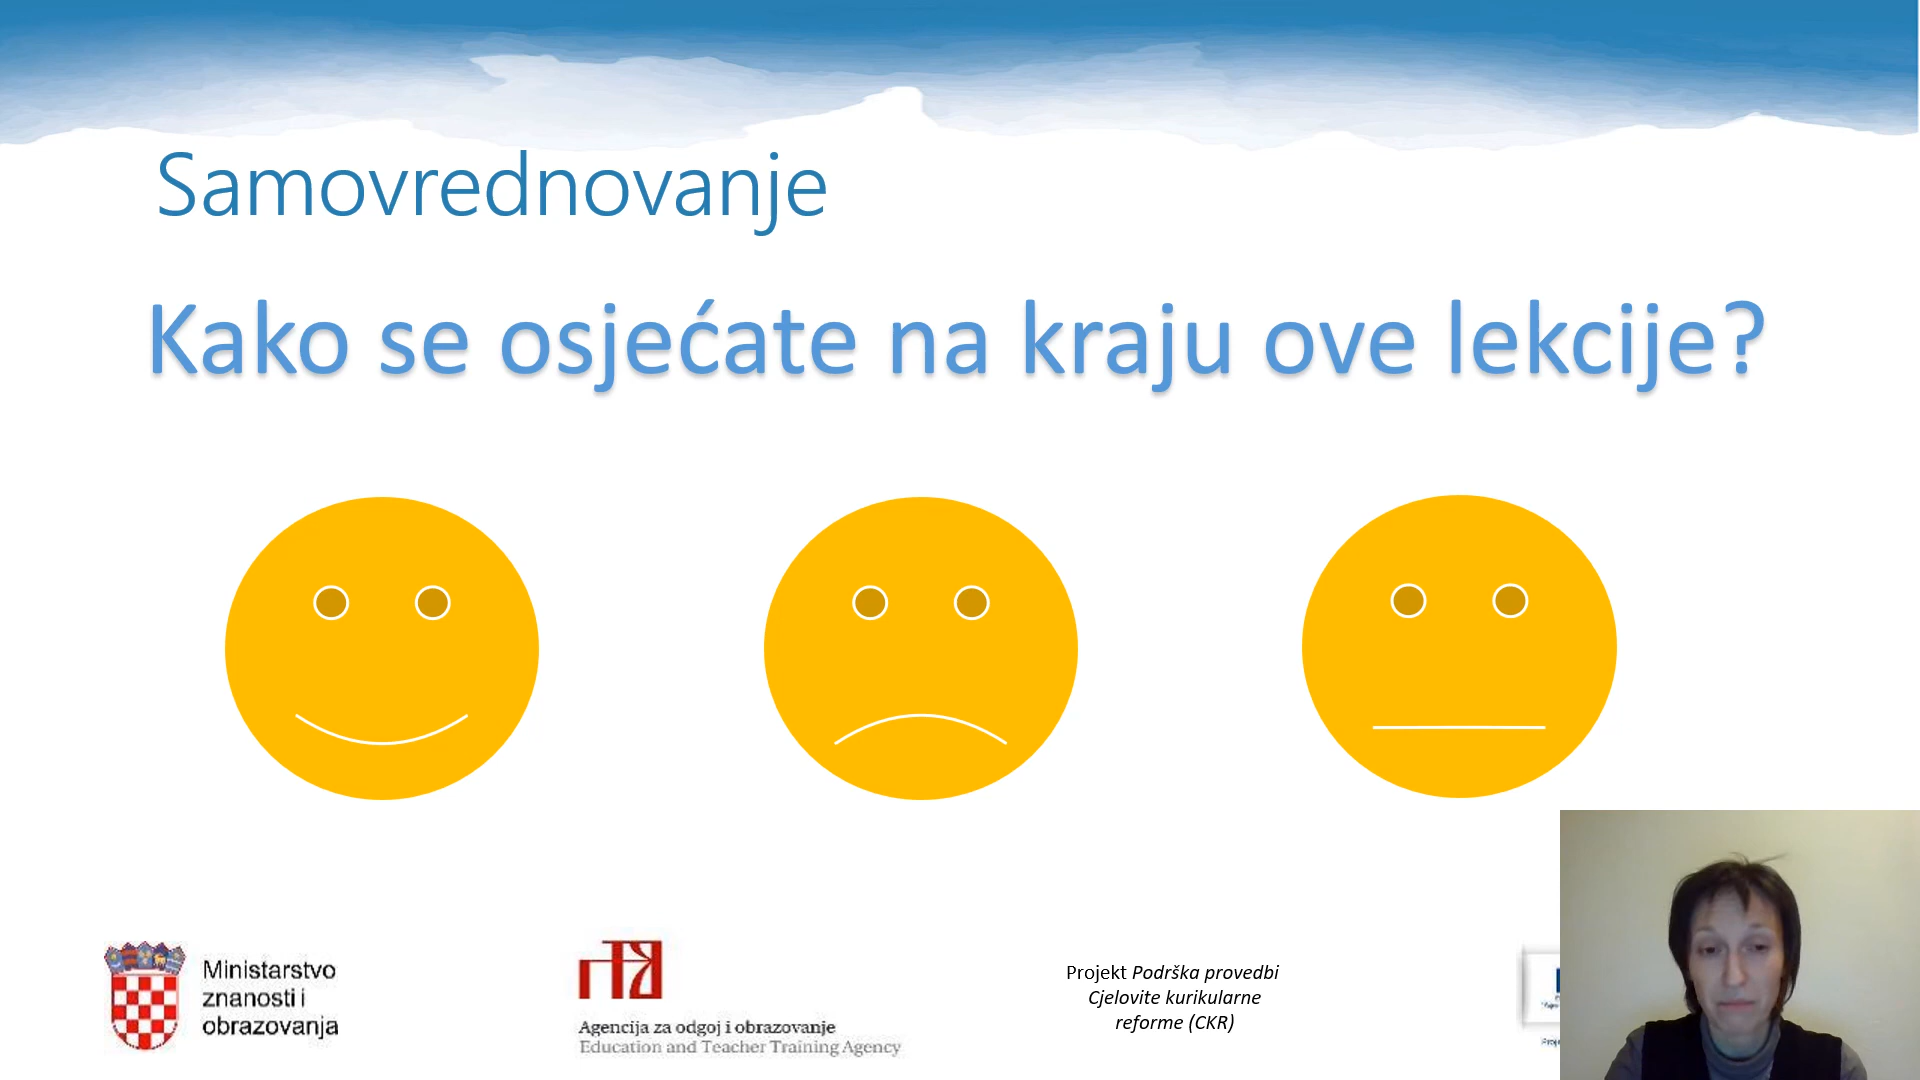 Samovrednovanje
Kako se osjećate na kraju ove lekcije?
Ministarstvo
znanosti i
obrazovanja
Agencija za odgoj i obrazovanje
Education and Teacher Training Agency
Projekt Podrška provedbi
Cjelovite kurikularne
reforme (CKR)